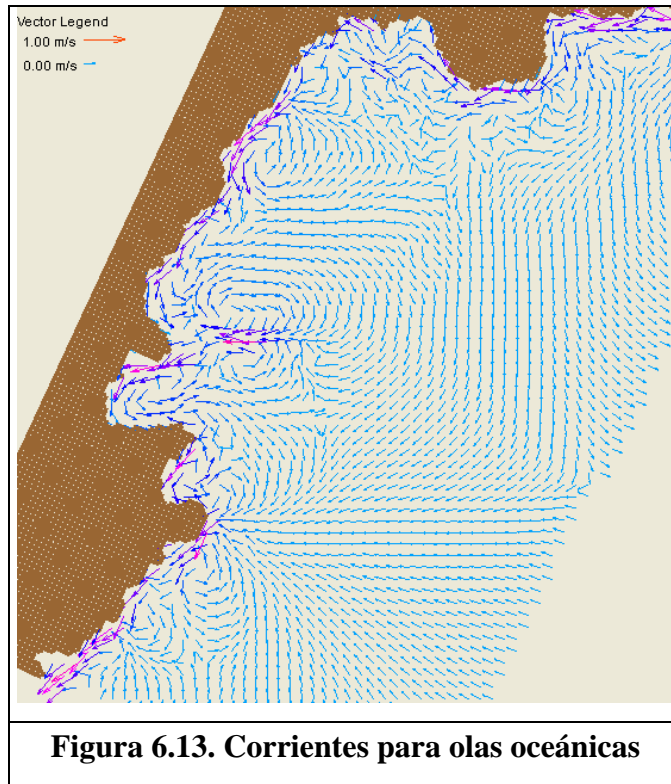 Vector Legend
1.00 m/s
0.00 m/s
Figura 6.13. Corrientes para olas oceánicas